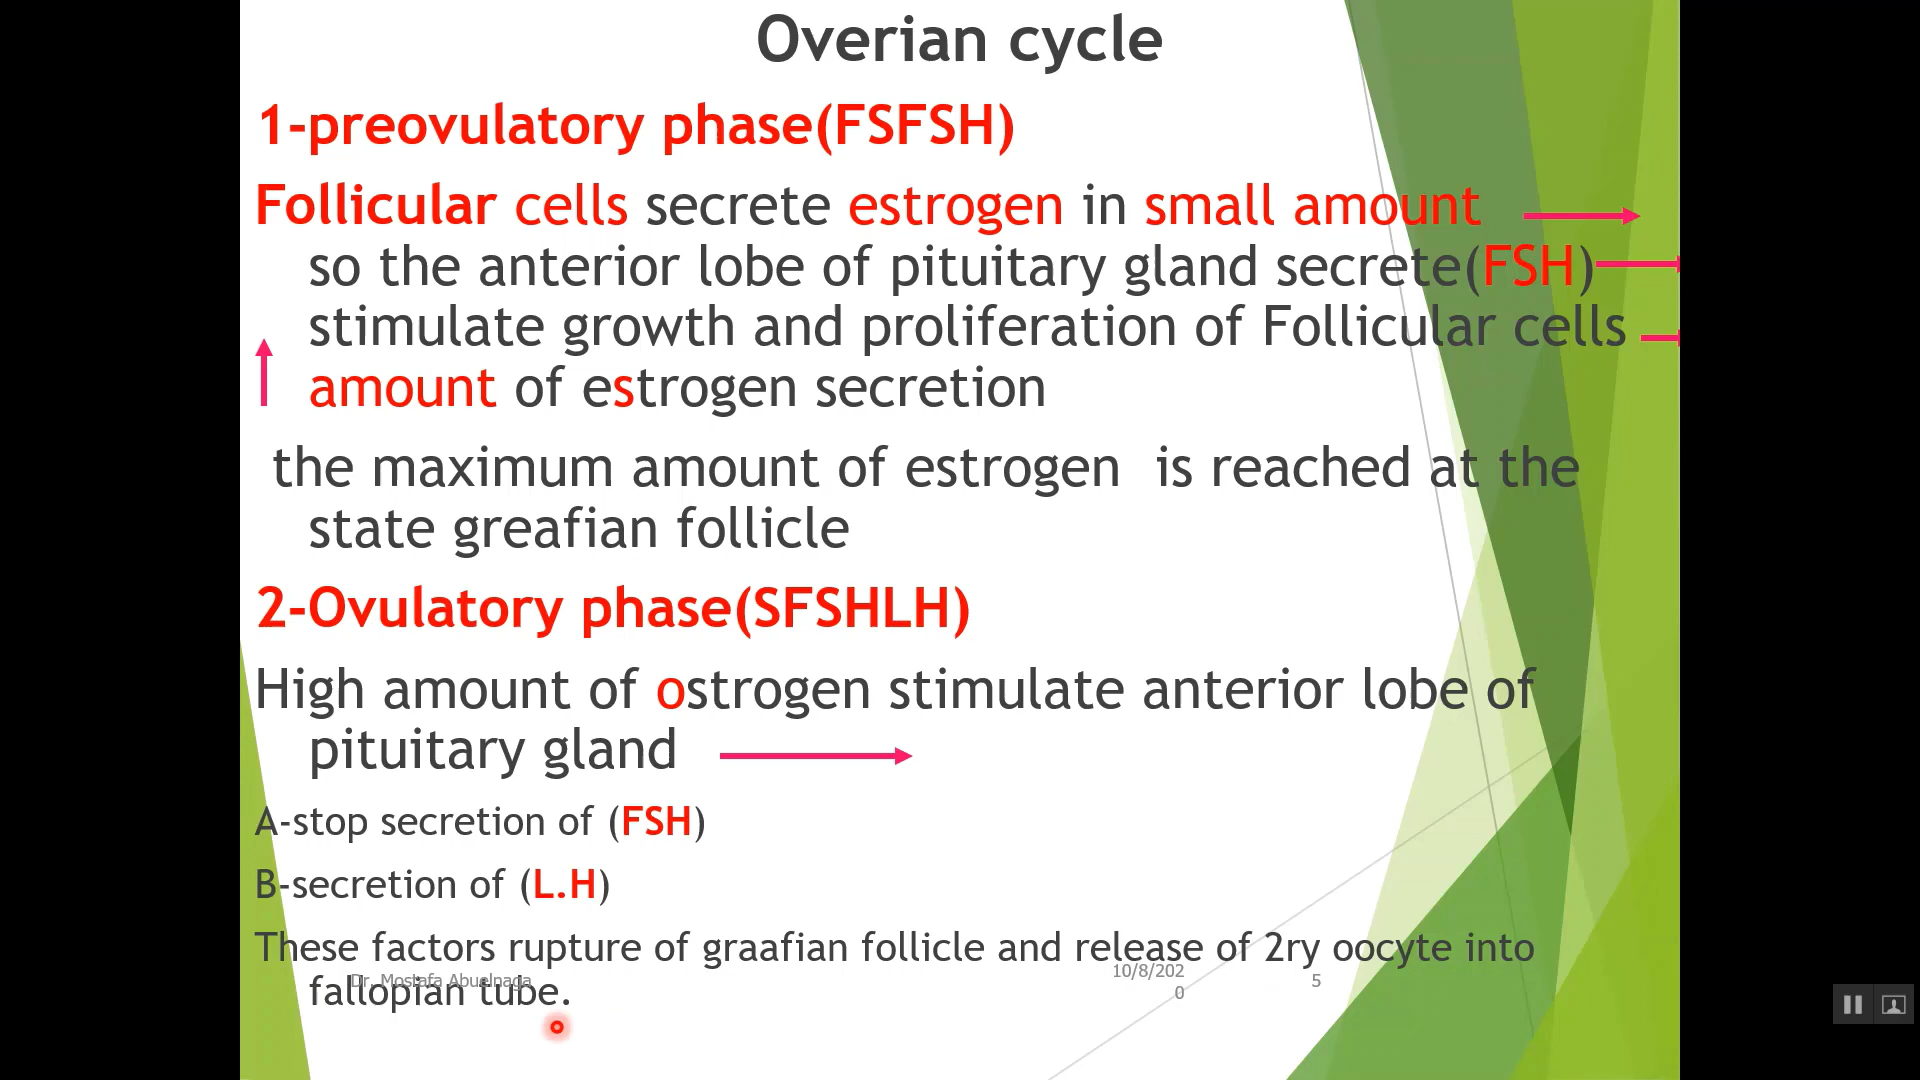 Overian cycle
1-preovulatory phase(FSFSH)
Follicular cells secrete estrogen in small amount
so the anterior lobe of pituitary gland secrete(FSH)
stimulate growth and proliferation of Follicular cells
amount of estrogen secretion
the maximum amount of estrogen is reached at the
state greafian follicle
2-Ovulatory phase(SFSHLH)
High amount of ostrogen stimulate anterior lobe of
pituitary gland
A-stop secretion of (FSH)
B-secretion of (L.H)
These factors rupture of graafian follicle and release of 2ry oocyte into
fallopian tube.
Dr. Mostafa Abuelnaga
10/8/202
0
5